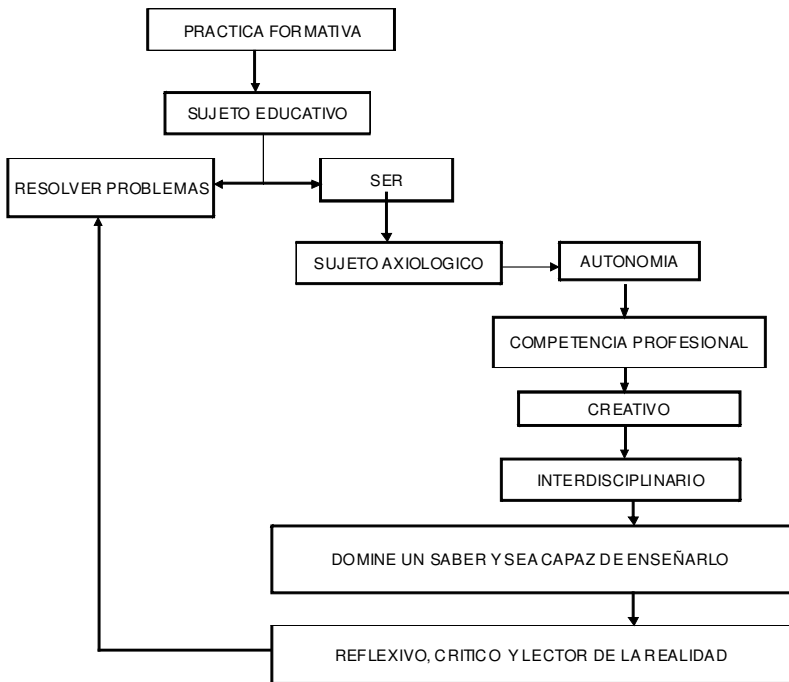 PRACTICA FORMATIVA
SUJETO EDUCATIVO
RESOLVER PROBLEMAS
SER
SUJETO AXIOLOGICO
AUTONOMIA
COMPETENCIA PROFESIONAL
CREATIVO
INTERDISCIPLINARIO
DOMINE UN SABER Y SEA CAPAZ DE ENSEÑARLO
REFLEXIVO, CRITICO Y LECTOR DE LA REALIDAD